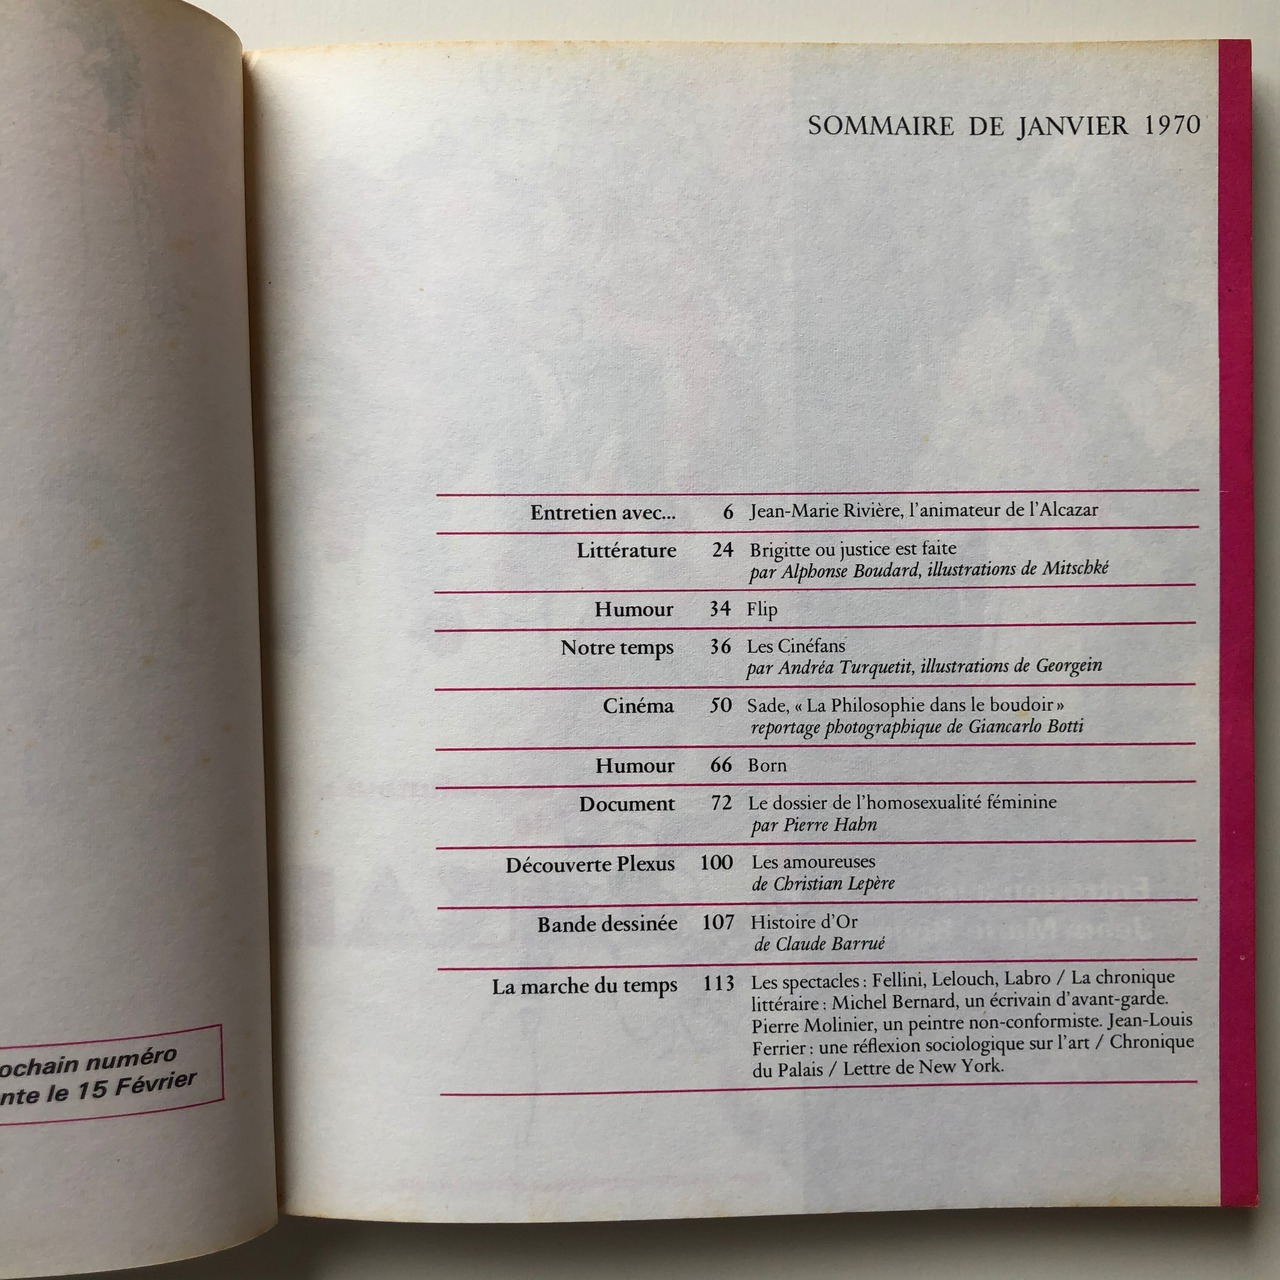 ochain numéro
nte le 15 Février
SOMMAIRE DE JANVIER 1970
Entretien avec... 6 Jean-Marie Rivière, l'animateur de l'Alcazar
Littérature 24 Brigitte ou justice est faite
par Alphonse Boudard, illustrations de Mitschké
Humour 34 Flip
Notre temps 36 Les Cinéfans
par Andréa Turquetit, illustrations de Georgein
Cinéma 50 Sade, « La Philosophie dans le boudoir »
reportage photographique de Giancarlo Botti
Humour 66 Born
Document 72 Le dossier de l'homosexualité féminine
par Pierre Hahn
Découverte Plexus 100 Les amoureuses
de Christian Lepère
Bande dessinée 107 Histoire d'Or
de Claude Barrué
La marche du temps 113 Les spectacles : Fellini, Lelouch, Labro / La chronique
littéraire : Michel Bernard, un écrivain d'avant-garde.
Pierre Molinier, un peintre non-conformiste. Jean-Louis
Ferrier : une réflexion sociologique sur l'art / Chronique
du Palais / Lettre de New York.